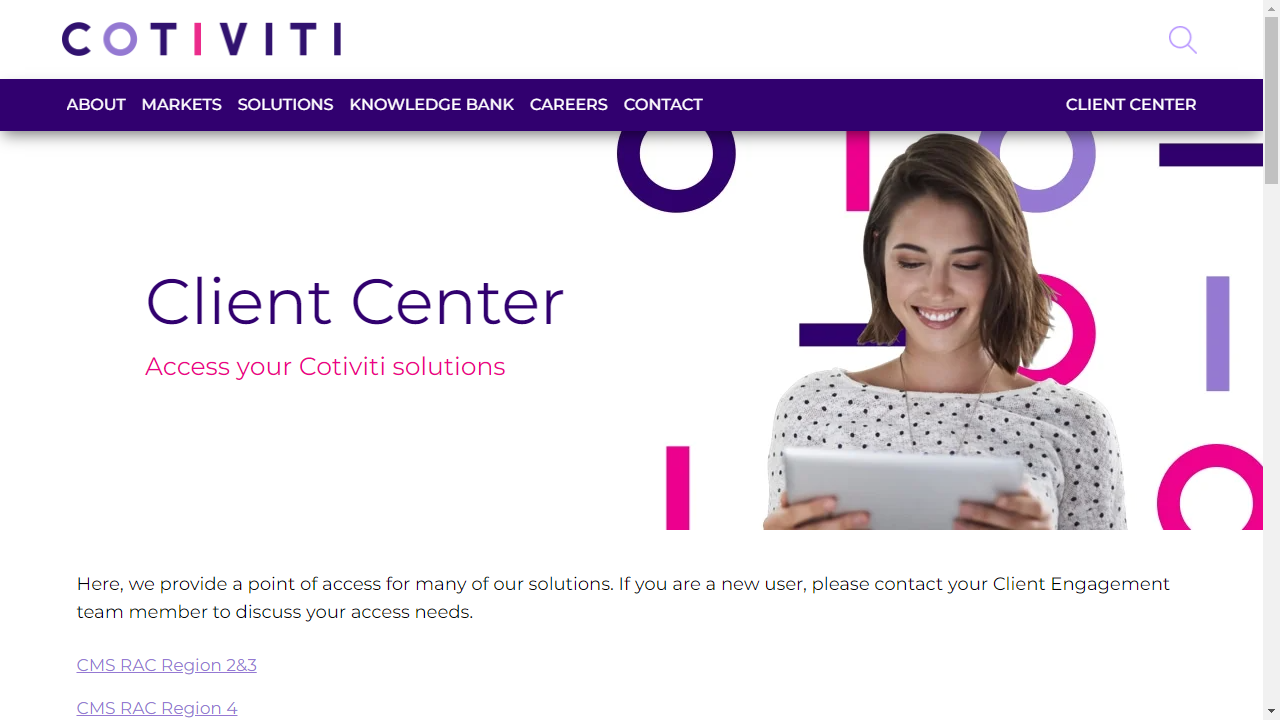 COTIVITI
ABOUT MARKETS SOLUTIONS KNOWLEDGE BANK CAREERS CONTACT CLIENT CENTER
Client Center
Access your Cotiviti solutions
Here, we provide a point of access for many of our solutions. If you are a new user, please contact your Client Engagement
team member to discuss your access needs.
CMS RAC Region 2&3
CMS RAC Region 4